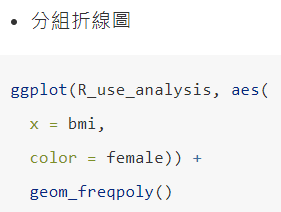 • 分組折線圖
ggplot(R_use_analysis, aes(
  x = bmi,
  color = female)) +
  geom_freqpoly()